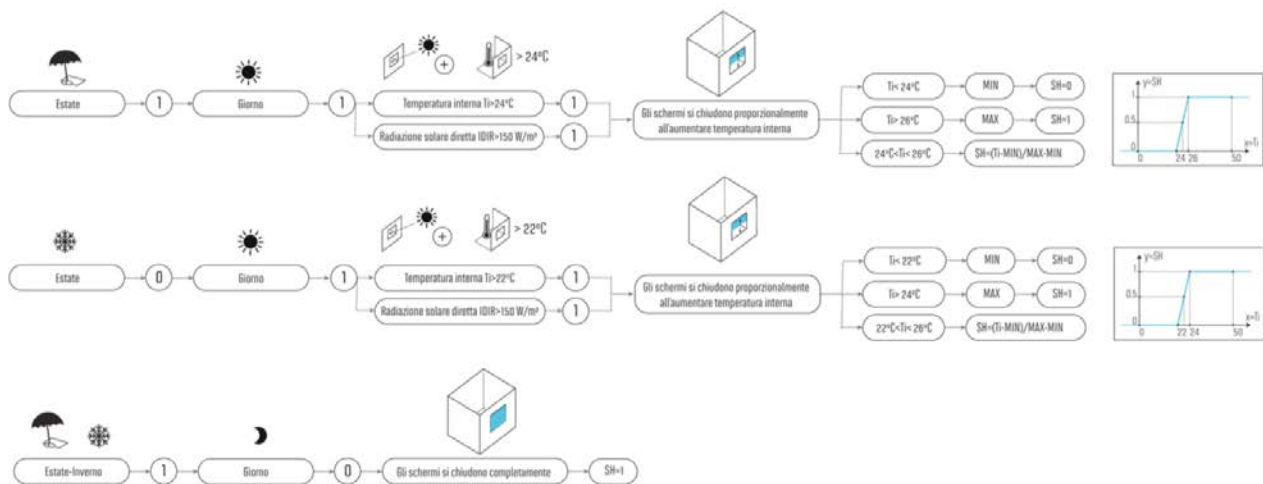 > 24°C
Estate 1 Giorno 1 Temperatura interna Ti>24°C 1
Radiazione solare diretta IDIR>150 W/m² 1
Gli schermi si chiudono proporzionalmente
all'aumentare temperatura interna
Ti< 24°C MIN SH=0
Ti> 26°C MAX SH=1
24°C<Ti< 26°C SH=(Ti-MIN)/MAX-MIN
y=SH
1
0.5
0
x=Ti
0 24 26 50
> 22°C
Estate 0 Giorno 1 Temperatura interna Ti>22°C 1
Radiazione solare diretta IDIR>150 W/m² 1
Gli schermi si chiudono proporzionalmente
all'aumentare temperatura interna
Ti< 22°C MIN SH=0
Ti> 24°C MAX SH=1
22°C<Ti< 26°C SH=(Ti-MIN)/MAX-MIN
y=SH
1
0.5
0
x=Ti
0 22 24 50
Estate-Inverno 1 Giorno 0 Gli schermi si chiudono completamente SH=1